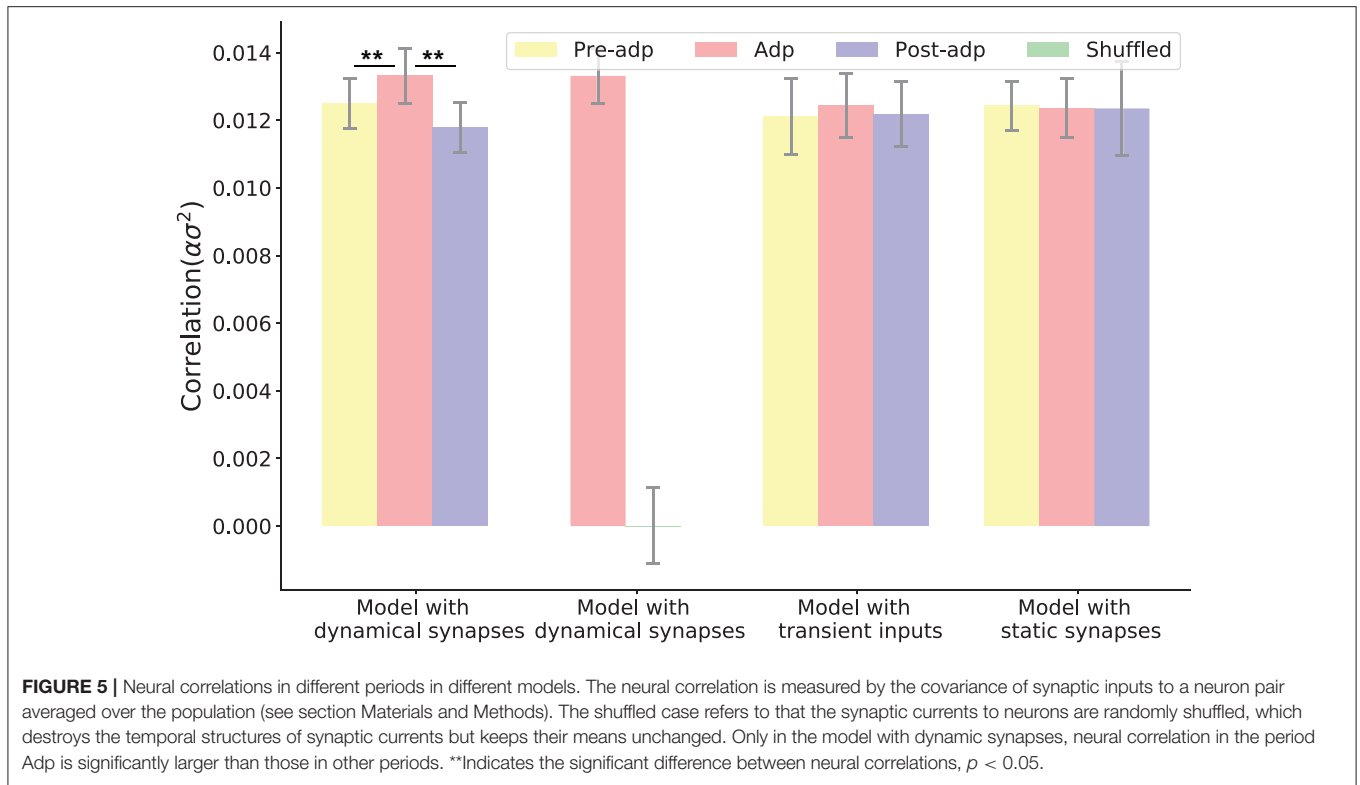 Pre-adp Adp Post-adp Shuffled
** **
0.014
0.012
0.010
0.008
0.006
0.004
0.002
0.000
Correlation(ασ²)
Model with
dynamical synapses
Model with
dynamical synapses
Model with
transient inputs
Model with
static synapses
FIGURE 5 | Neural correlations in different periods in different models. The neural correlation is measured by the covariance of synaptic inputs to a neuron pair
averaged over the population (see section Materials and Methods). The shuffled case refers to that the synaptic currents to neurons are randomly shuffled, which
destroys the temporal structures of synaptic currents but keeps their means unchanged. Only in the model with dynamic synapses, neural correlation in the period
Adp is significantly larger than those in other periods. **Indicates the significant difference between neural correlations, p < 0.05.